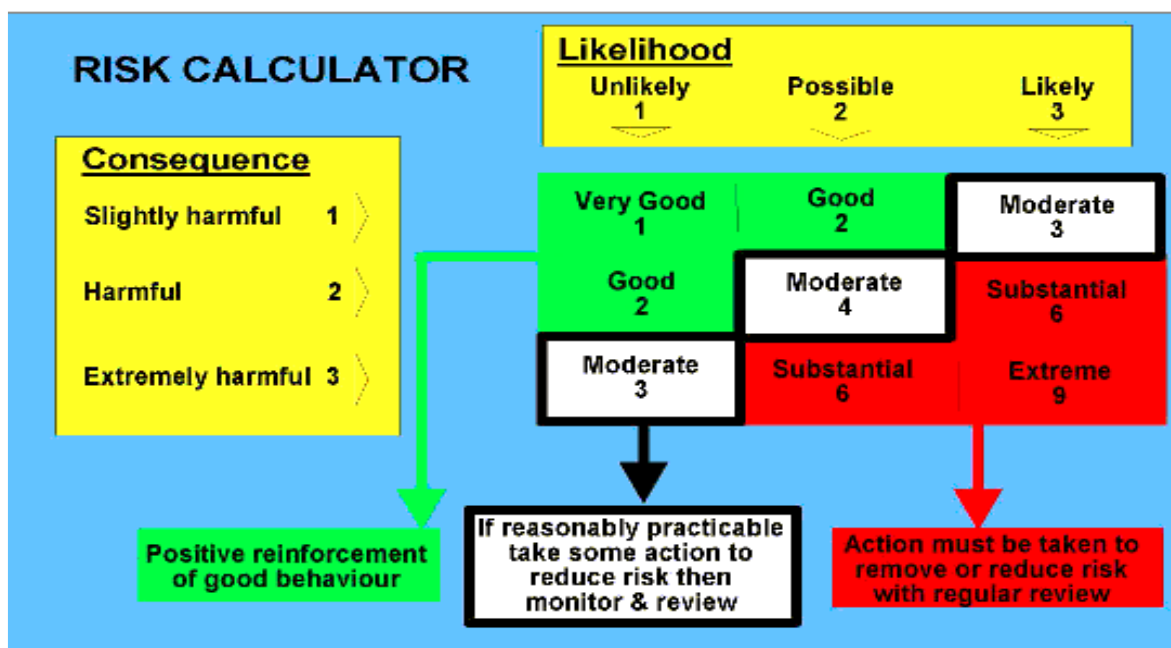 RISK CALCULATOR
Likelihood
Unlikely Possible Likely
1 2 3
Consequence
Slightly harmful 1
Harmful 2
Extremely harmful 3
Very Good Good Moderate
1 2 3
Good Moderate Substantial
2 4 6
Moderate Substantial Extreme
3 6 9
Positive reinforcement
of good behaviour
If reasonably practicable
take some action to
reduce risk then
monitor & review
Action must be taken to
remove or reduce risk
with regular review